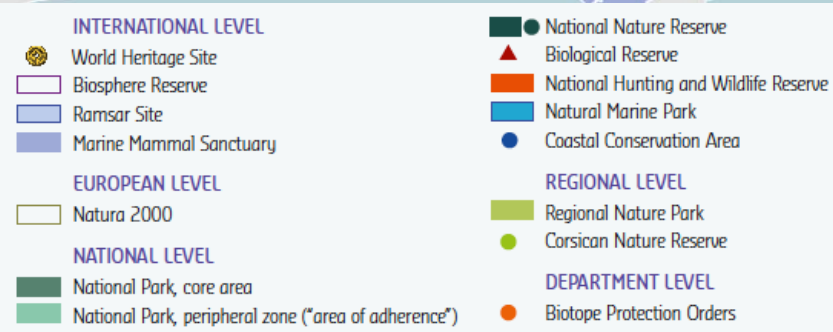 INTERNATIONAL LEVEL
World Heritage Site
Biosphere Reserve
Ramsar Site
Marine Mammal Sanctuary
EUROPEAN LEVEL
Natura 2000
NATIONAL LEVEL
National Park, core area
National Park, peripheral zone ("area of adherence")
National Nature Reserve
Biological Reserve
National Hunting and Wildlife Reserve
Natural Marine Park
Coastal Conservation Area
REGIONAL LEVEL
Regional Nature Park
Corsican Nature Reserve
DEPARTMENT LEVEL
Biotope Protection Orders